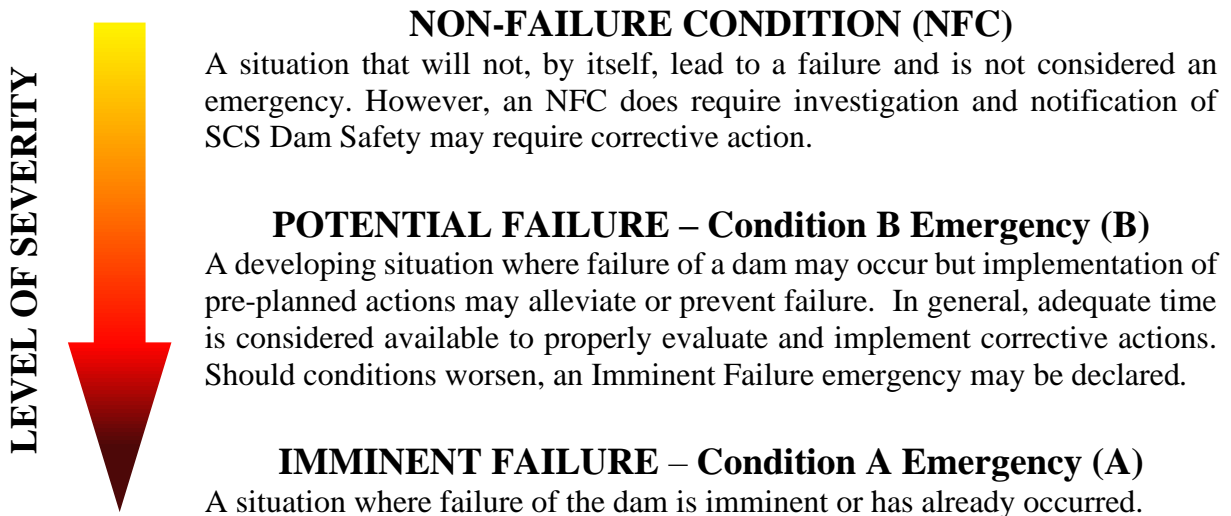 LEVEL OF SEVERITY
NON-FAILURE CONDITION (NFC)
A situation that will not, by itself, lead to a failure and is not considered an
emergency. However, an NFC does require investigation and notification of
SCS Dam Safety may require corrective action.
POTENTIAL FAILURE – Condition B Emergency (B)
A developing situation where failure of a dam may occur but implementation of
pre-planned actions may alleviate or prevent failure. In general, adequate time
is considered available to properly evaluate and implement corrective actions.
Should conditions worsen, an Imminent Failure emergency may be declared.
IMMINENT FAILURE – Condition A Emergency (A)
A situation where failure of the dam is imminent or has already occurred.